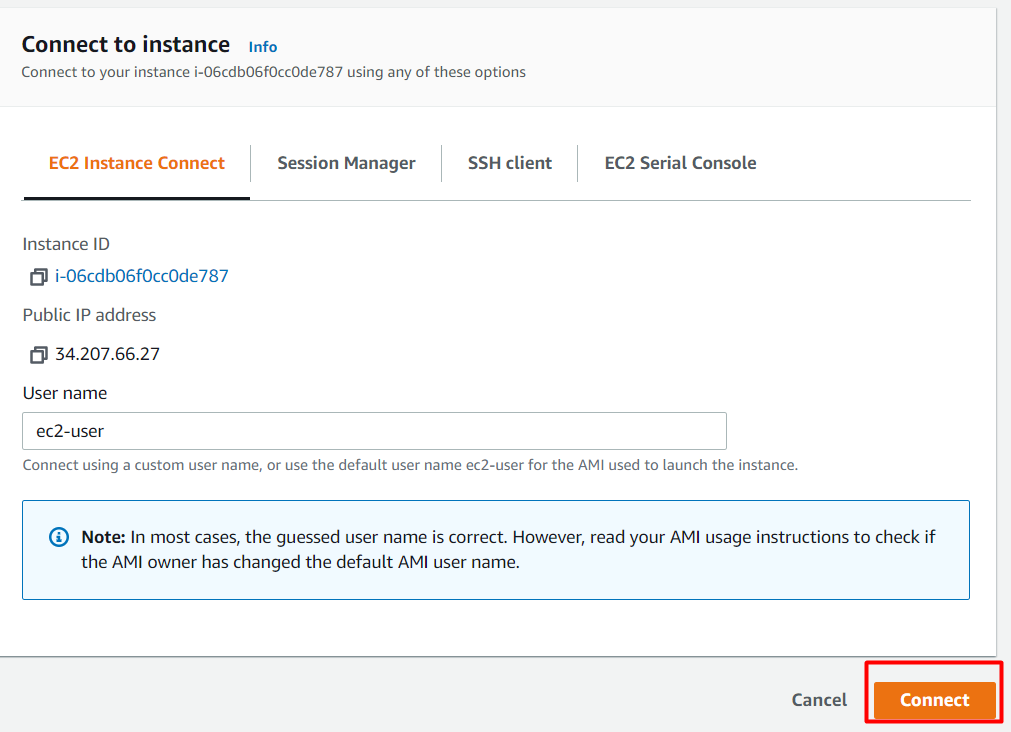 Connect to instance Info
Connect to your instance i-06cdb06f0cc0de787 using any of these options
EC2 Instance Connect Session Manager SSH client EC2 Serial Console
Instance ID
i-06cdb06f0cc0de787
Public IP address
34.207.66.27
User name
ec2-user
Connect using a custom user name, or use the default user name ec2-user for the AMI used to launch the instance.
Note: In most cases, the guessed user name is correct. However, read your AMI usage instructions to check if
the AMI owner has changed the default AMI user name.
Cancel Connect